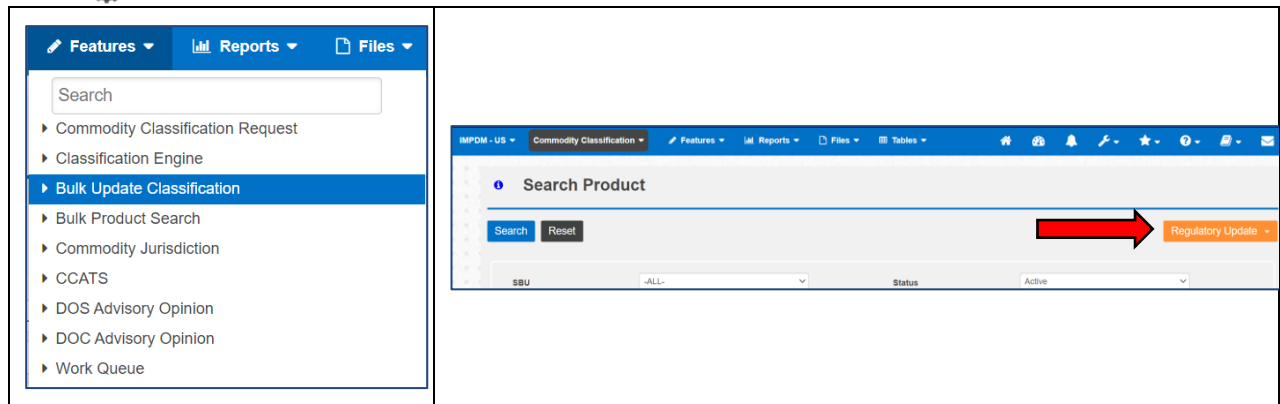 Features Reports Files
Search
Commodity Classification Request
Classification Engine
Bulk Update Classification
Bulk Product Search
Commodity Jurisdiction
CCATS
DOS Advisory Opinion
DOC Advisory Opinion
Work Queue
IMPDM - US Commodity Classification Features Reports Files Tables
Search Product
Search Reset Regulatory Update
SBU -ALL- Status Active